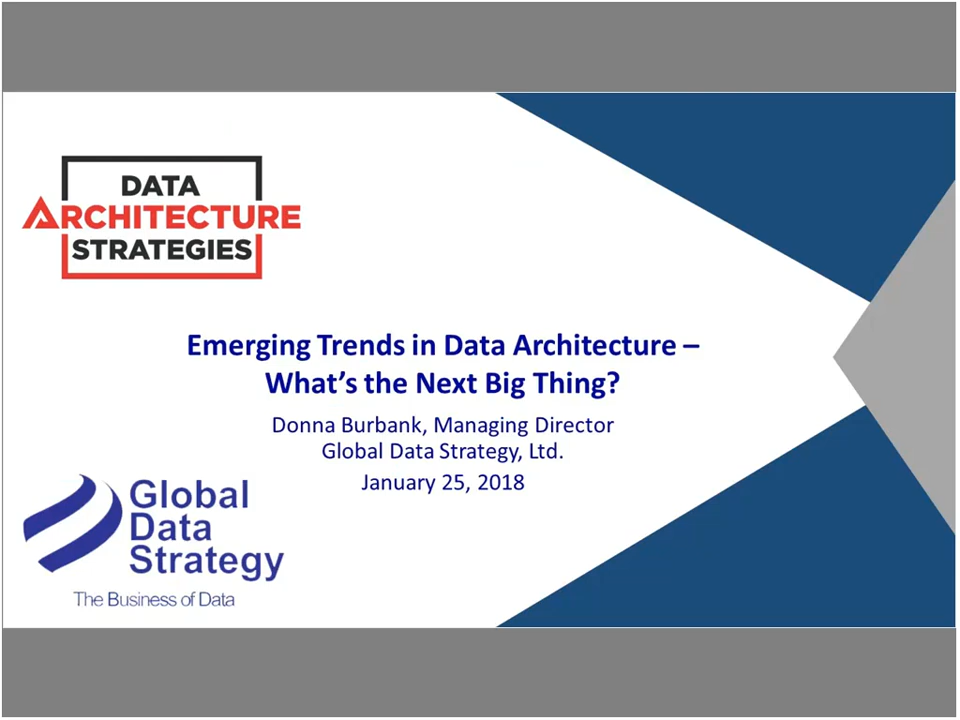 DATA
ARCHITECTURE
STRATEGIES
Emerging Trends in Data Architecture –
What's the Next Big Thing?
Donna Burbank, Managing Director
Global Data Strategy, Ltd.
January 25, 2018
Global
Data
Strategy
The Business of Data